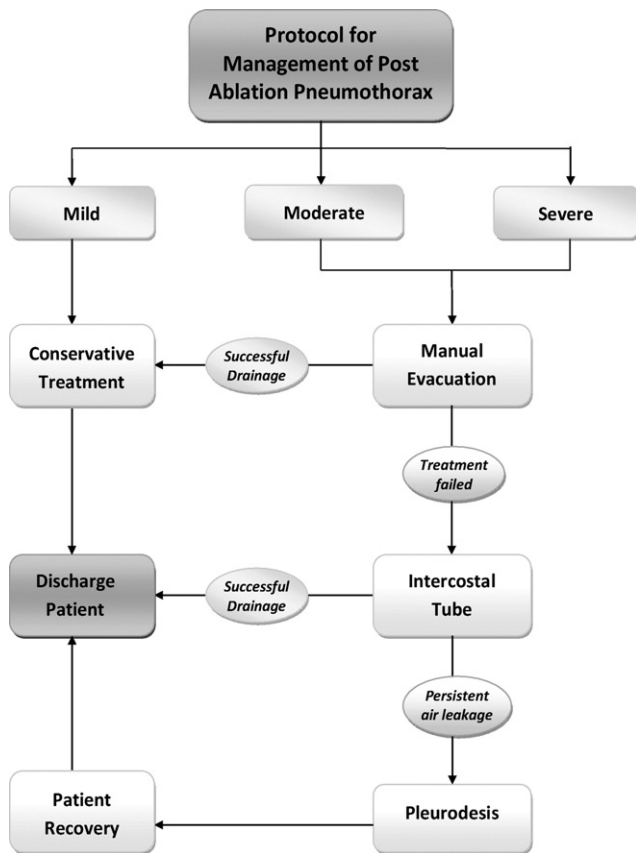 Protocol for
Management of Post
Ablation Pneumothorax
Mild
Moderate
Severe
Conservative
Treatment
Successful
Drainage
Manual
Evacuation
Treatment
failed
Discharge
Patient
Successful
Drainage
Intercostal
Tube
Persistent
air leakage
Patient
Recovery
Pleurodesis